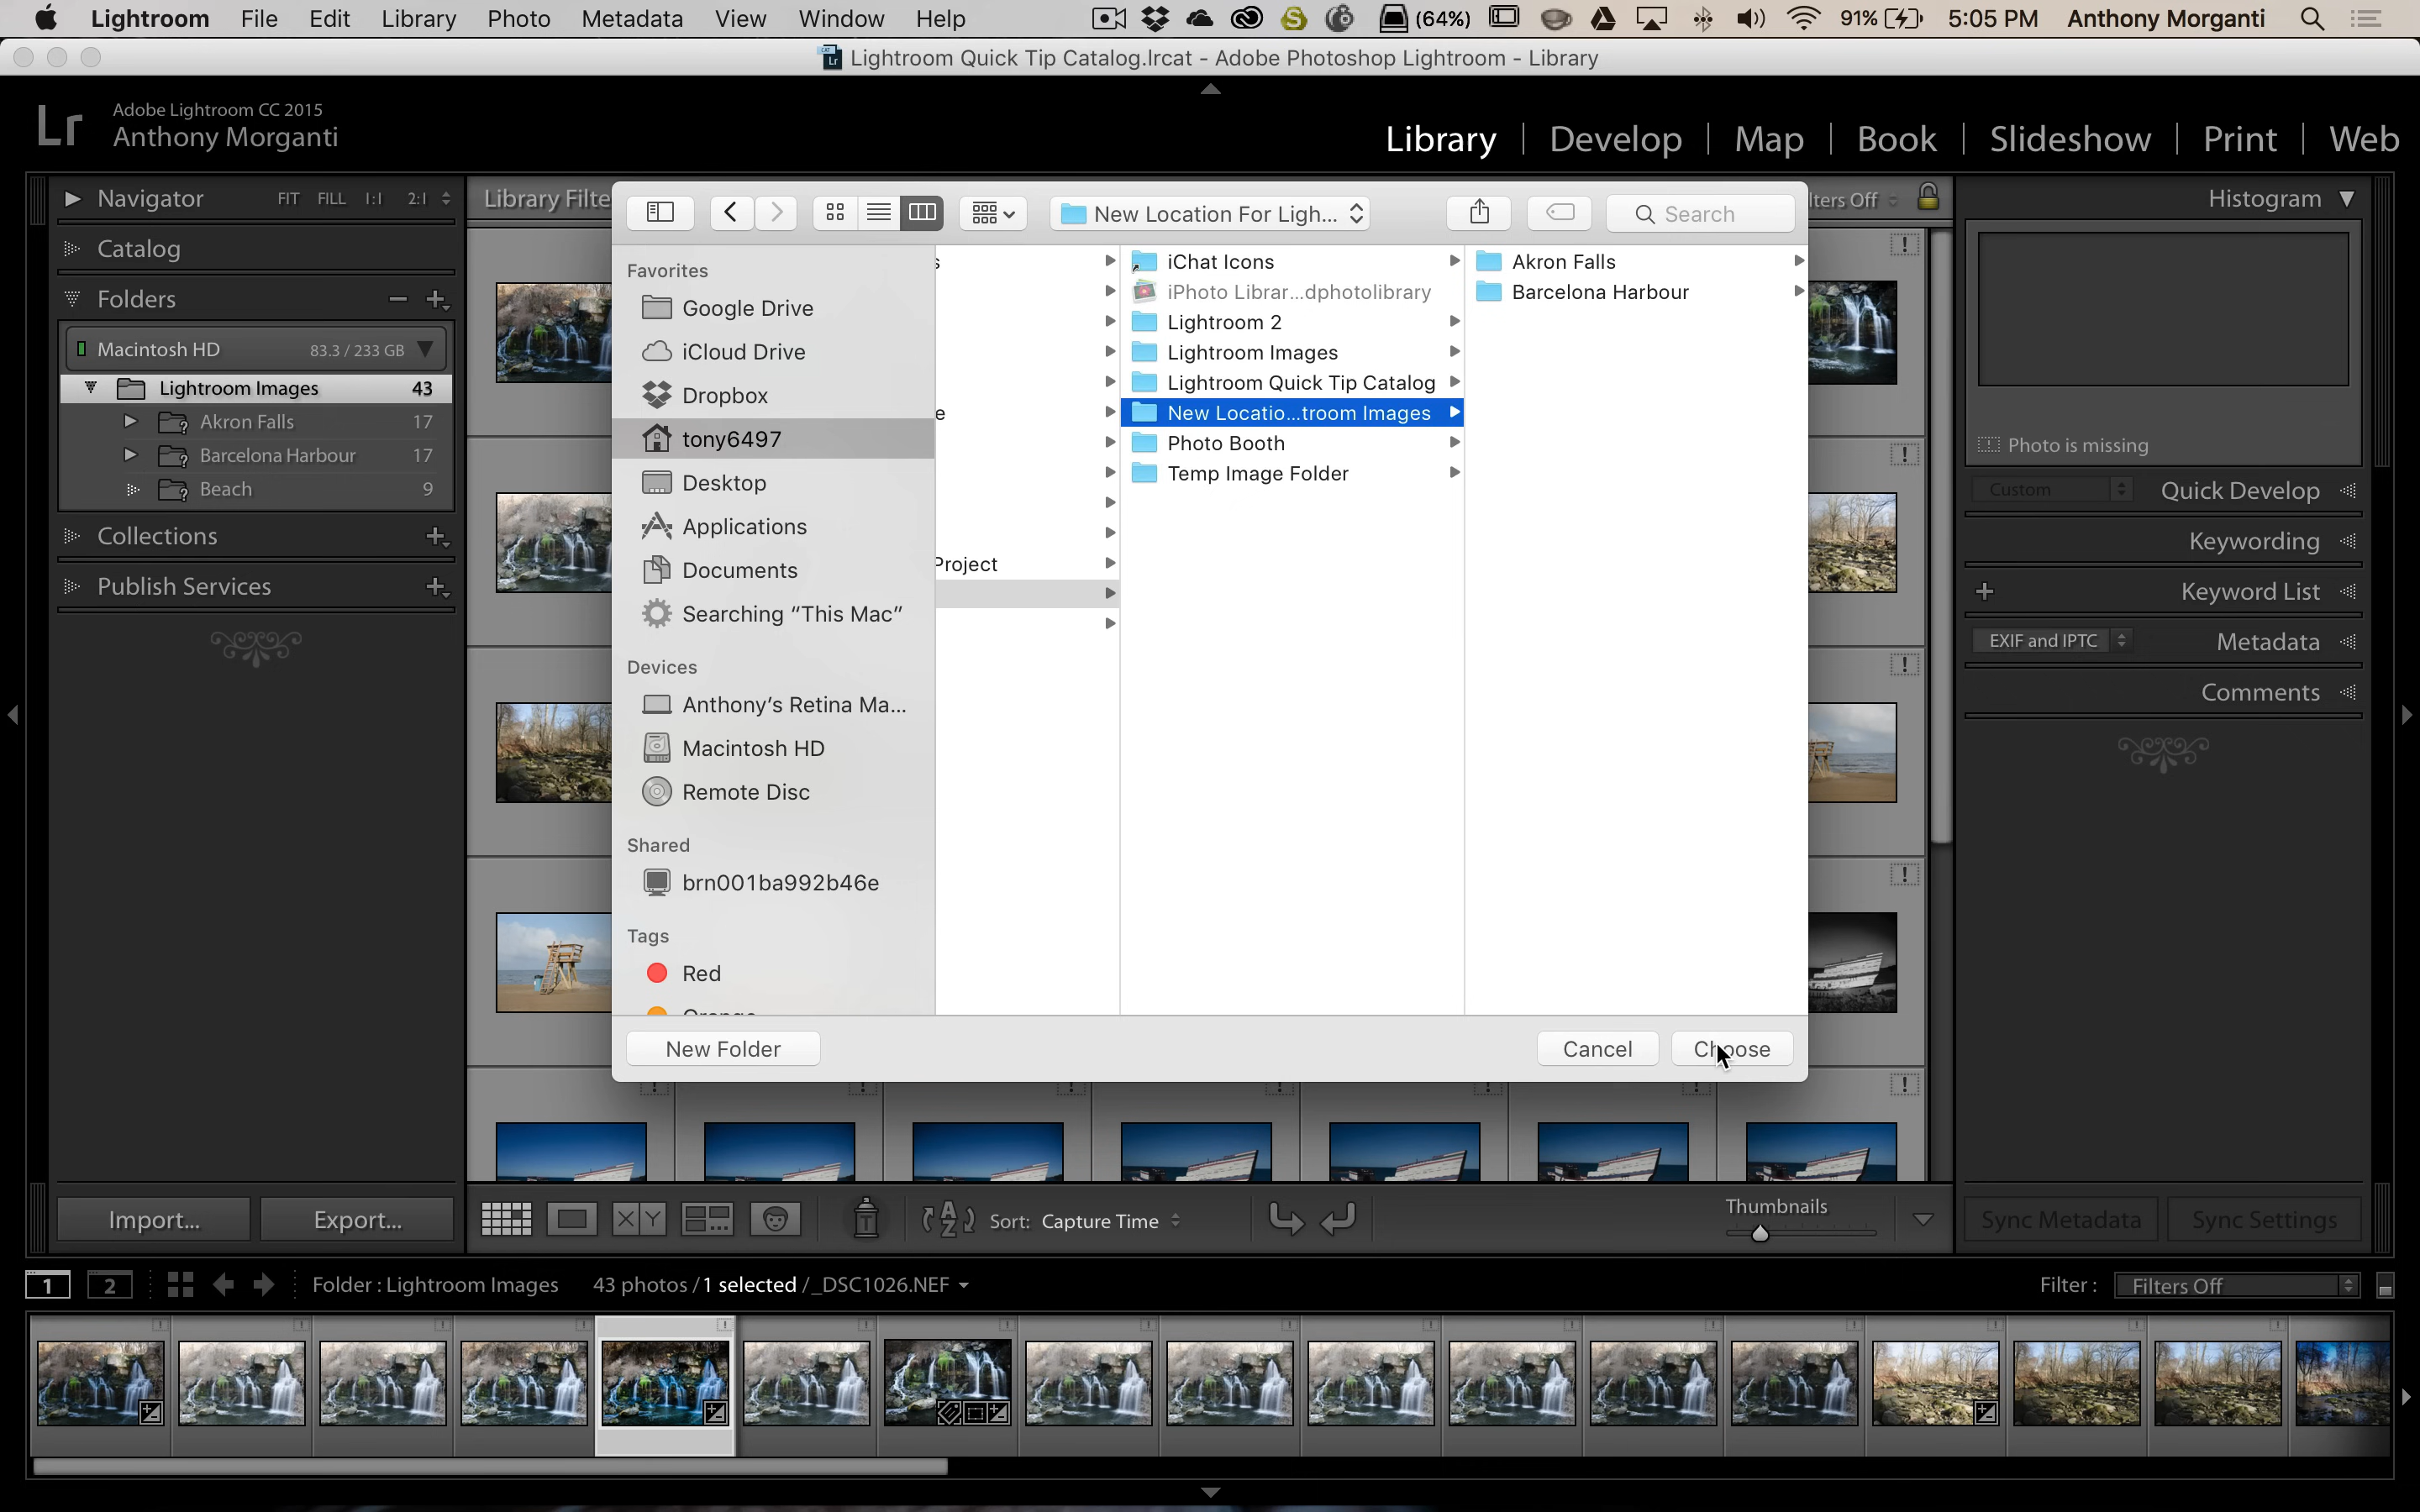 Lightroom File Edit Library Photo Metadata View Window Help (64%) 91% 5:05 PM Anthony Morganti
Lightroom Quick Tip Catalog.lrcat - Adobe Photoshop Lightroom - Library
Lr Adobe Lightroom CC 2015
Anthony Morganti
Library | Develop | Map | Book | Slideshow | Print | Web
Navigator FIT FILL 1:1 2:1
Catalog
Folders
Macintosh HD 83.3 / 233 GB
Lightroom Images 43
Akron Falls 17
Barcelona Harbour 17
Beach 9
Collections
Publish Services
Import... Export...
Library Filte
lters Off
New Location For Ligh...
Search
Favorites
Google Drive
iCloud Drive
Dropbox
tony6497
Desktop
Applications
Documents
Searching “This Mac”
Devices
Anthony’s Retina Ma...
Macintosh HD
Remote Disc
Shared
brn001ba992b46e
Tags
Red
Orange
s
e
Project
iChat Icons
iPhoto Librar...dphotolibrary
Lightroom 2
Lightroom Images
Lightroom Quick Tip Catalog
New Locatio...troom Images
Photo Booth
Temp Image Folder
Akron Falls
Barcelona Harbour
New Folder Cancel Choose
Histogram
Photo is missing
Custom Quick Develop
Keywording
Keyword List
EXIF and IPTC Metadata
Comments
Sync Metadata Sync Settings
X Y
A
Z
Sort: Capture Time
Thumbnails
1 2 Folder : Lightroom Images 43 photos / 1 selected / _DSC1026.NEF
Filter : Filters Off